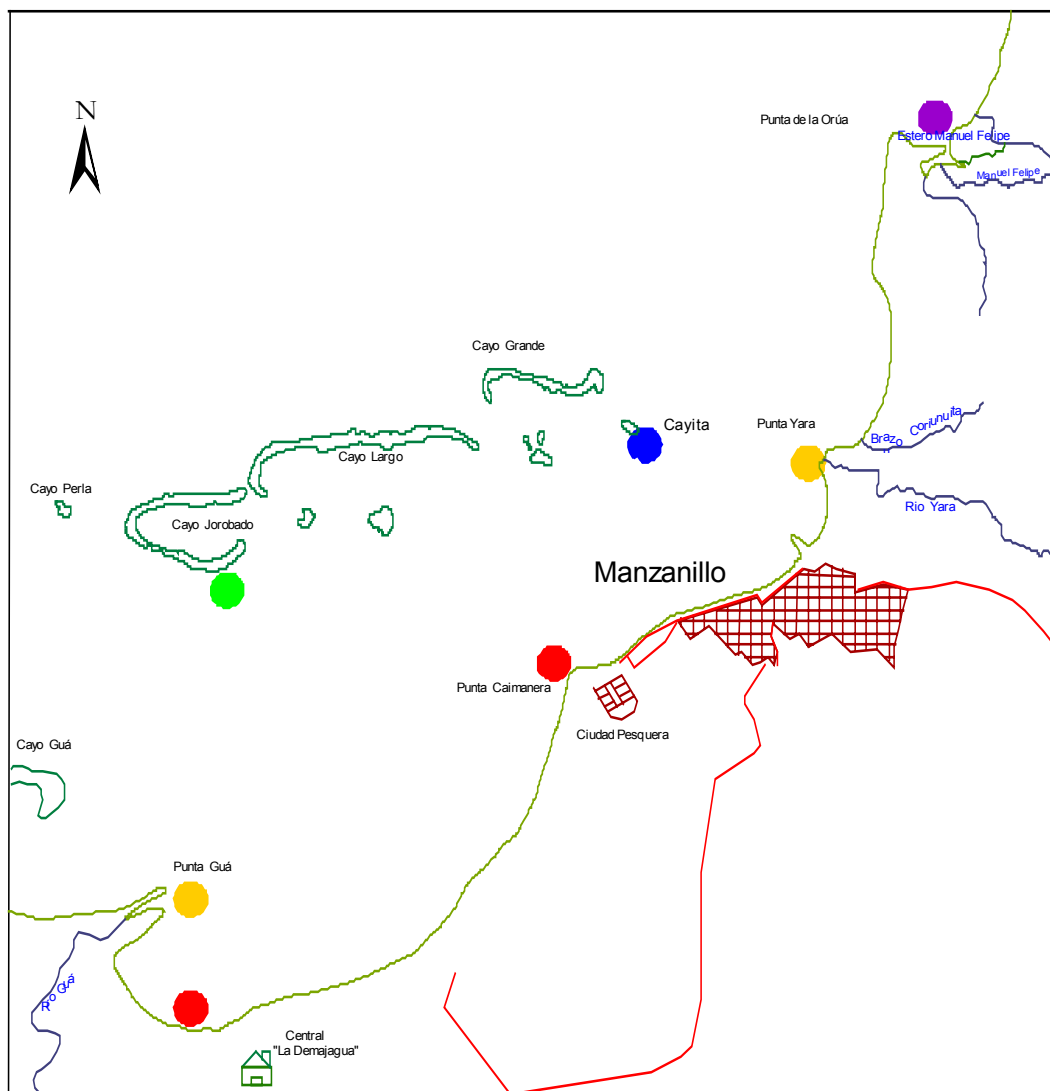 N
Punta de la Orúa
Estero Manuel Felipe
Manuel Felipe
Cayo Grande
Cayita
Punta Yara
Brazo
Coriunuita
Cayo Largo
Cayo Perla
Cayo Jorobado
Rio Yara
Manzanillo
Punta Caimanera
Ciudad Pesquera
Cayo Guá
Punta Guá
Rio Guá
Central
"La Demajagua"